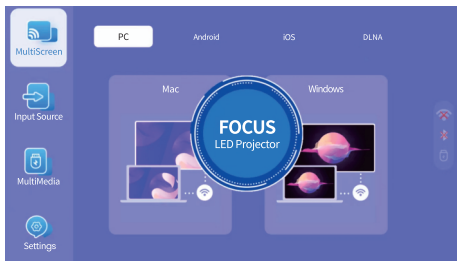 MultiScreen
Input Source
MultiMedia
Settings
PC Android iOS DLNA
Mac Windows
FOCUS
LED Projector